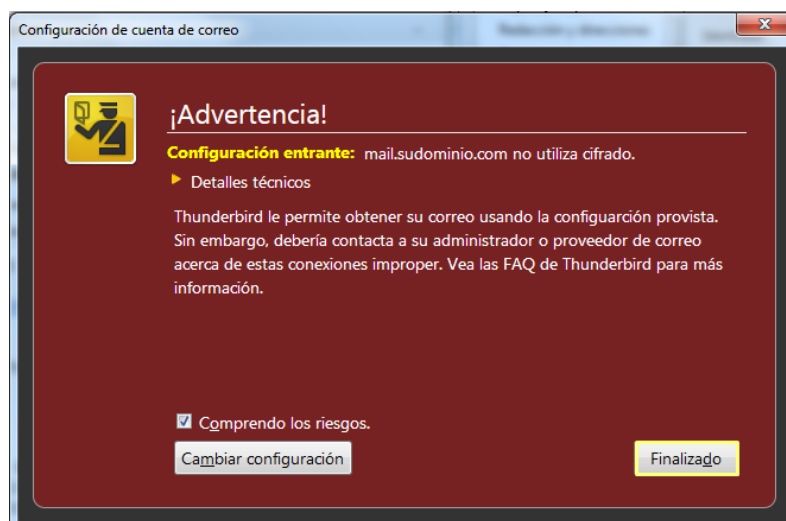 Configuración de cuenta de correo
Redacción y direcciones
¡Advertencia!
Configuración entrante: mail.sudominio.com no utiliza cifrado.
Detalles técnicos
Thunderbird le permite obtener su correo usando la configuarción provista.
Sin embargo, debería contacta a su administrador o proveedor de correo
acerca de estas conexiones improper. Vea las FAQ de Thunderbird para más
información.
Comprendo los riesgos.
Cambiar configuración
Finalizado